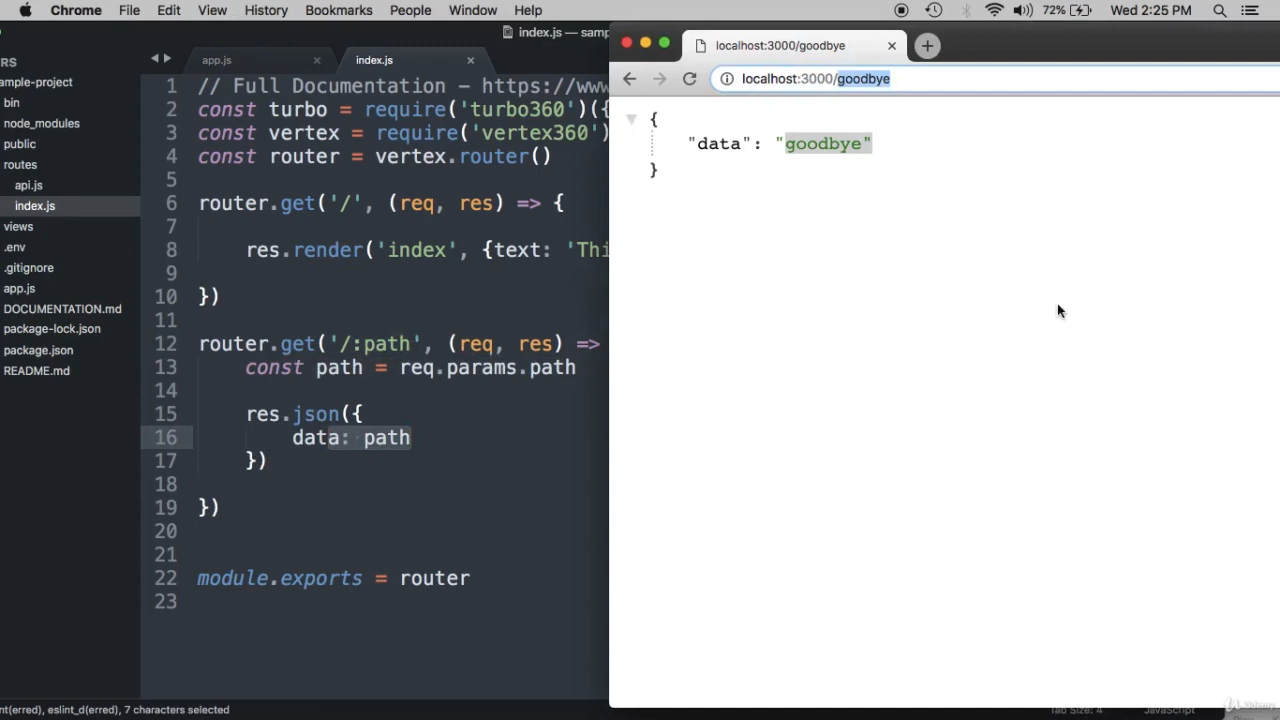 Chrome File Edit View History Bookmarks People Window Help 72% Wed 2:25 PM
index.js — samp
RS
mple-project
bin
node_modules
public
routes
api.js
index.js
views
.env
.gitignore
app.js
DOCUMENTATION.md
package-lock.json
package.json
README.md
app.js × index.js ×
1 // Full Documentation - https://www
2 const turbo = require('turbo360')({
3 const vertex = require('vertex360')
4 const router = vertex.router()
5
6 router.get('/', (req, res) => {
7
8 res.render('index', {text: 'Thi
9
10 })
11
12 router.get('/:path', (req, res) =>
13 const path = req.params.path
14
15 res.json({
16 data: path
17 })
18
19 })
20
21
22 module.exports = router
23
nt(erred), eslint_d(erred), 7 characters selected
localhost:3000/goodbye ×
localhost:3000/goodbye
{
"data": "goodbye"
}
Tab Size: 4 JavaScript
Udemy